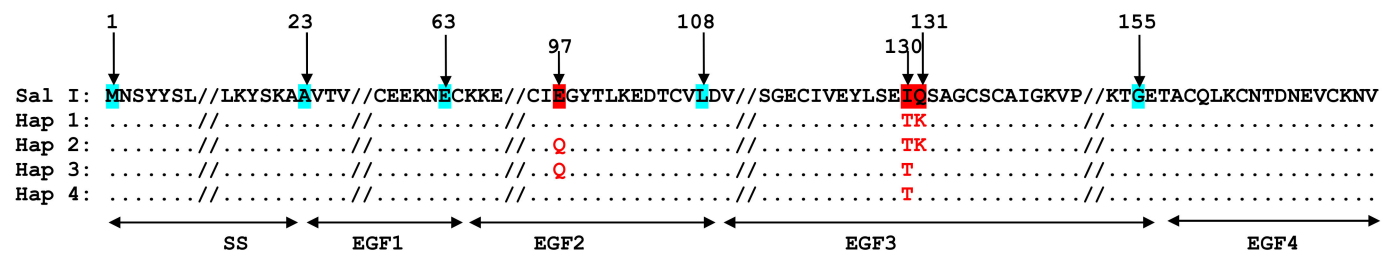 1 23 63 108 131 155
97 130
Sal I: MNSYYSL//LKYSKAAVTV//CEEKNECKKE//CIEGYTLKEDTCVLDV//SGECIVEYLSEIQSAGCSCAIGKVP//KTGETACQLKCNTDNEVCKNV
Hap 1: .......//..........//..........//................//...........TK............//.....................
Hap 2: .......//..........//..........//..Q.............//...........TK............//.....................
Hap 3: .......//..........//..........//..Q.............//...........T.............//.....................
Hap 4: .......//..........//..........//................//...........T.............//.....................
SS EGF1 EGF2 EGF3 EGF4